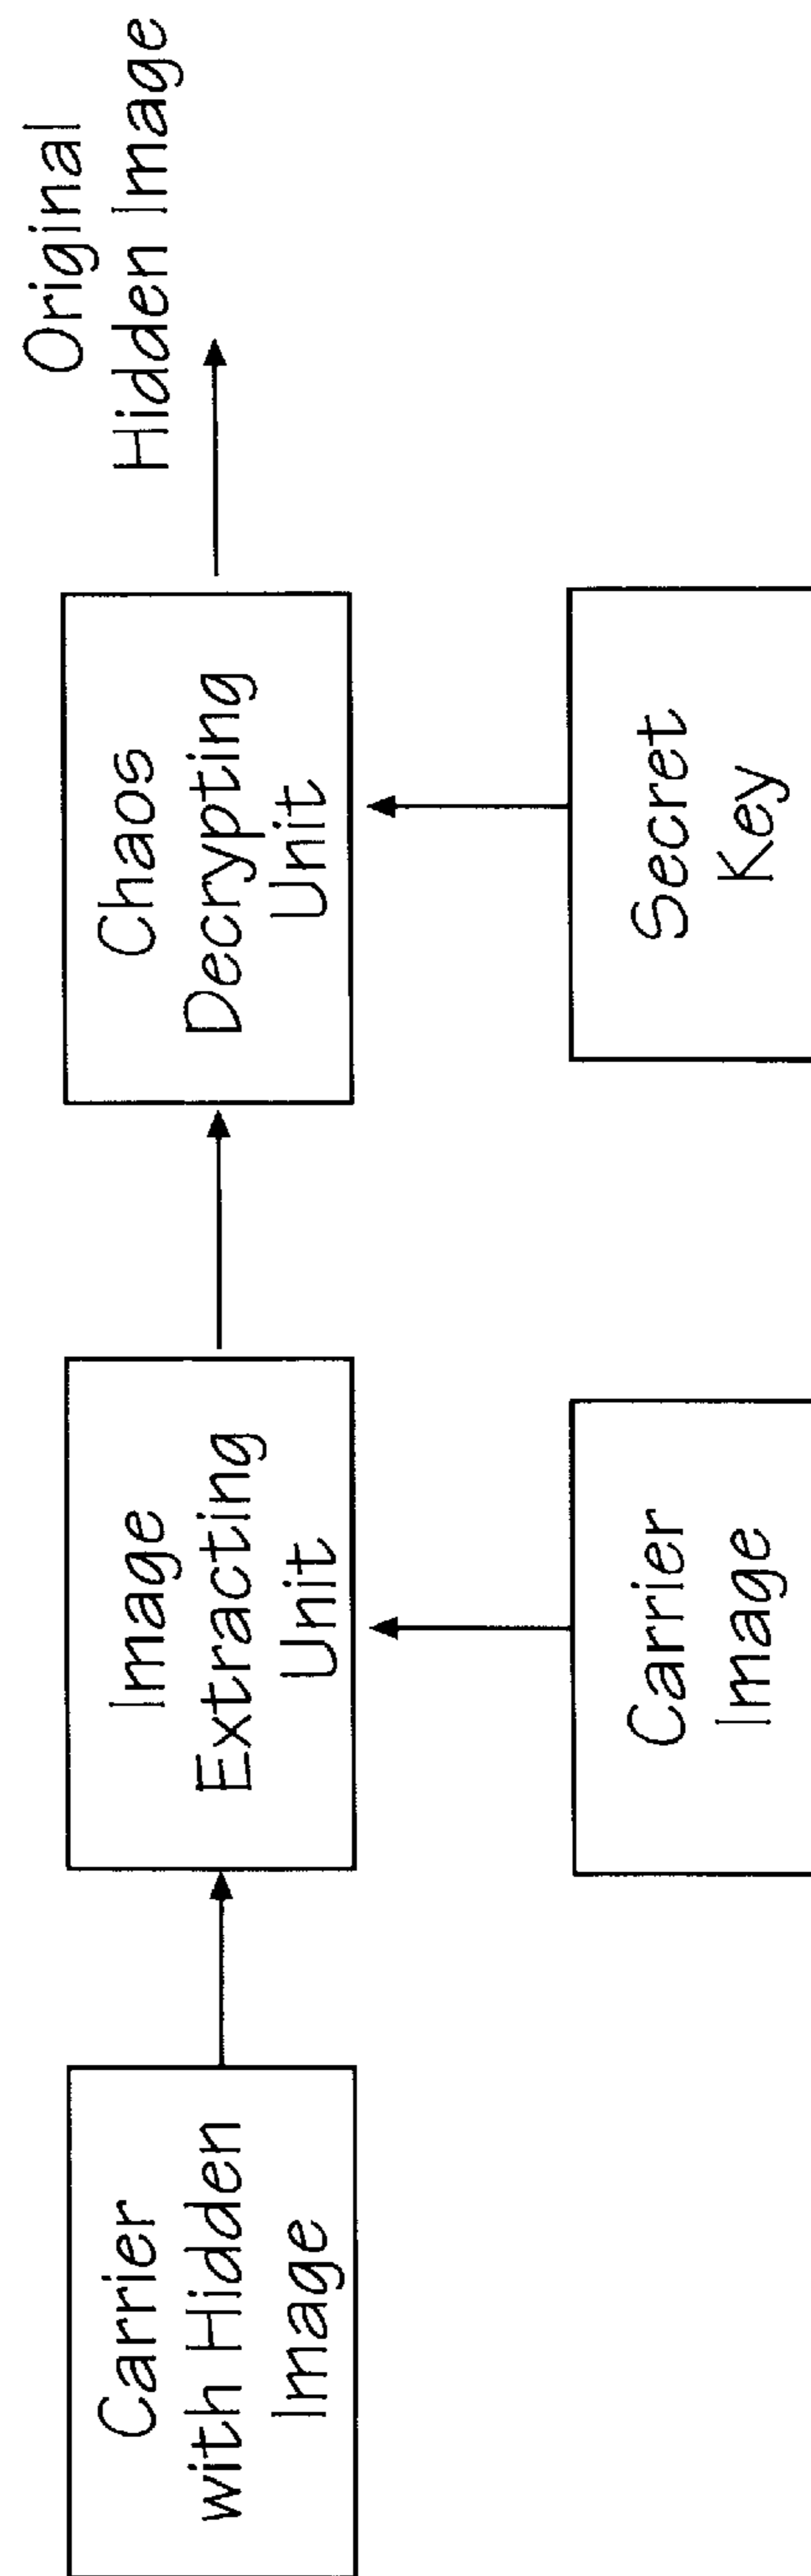 Carrier
with Hidden
Image
Image
Extracting
Unit
Chaos
Decrypting
Unit
Original
Hidden Image
Carrier
Image
Secret
Key